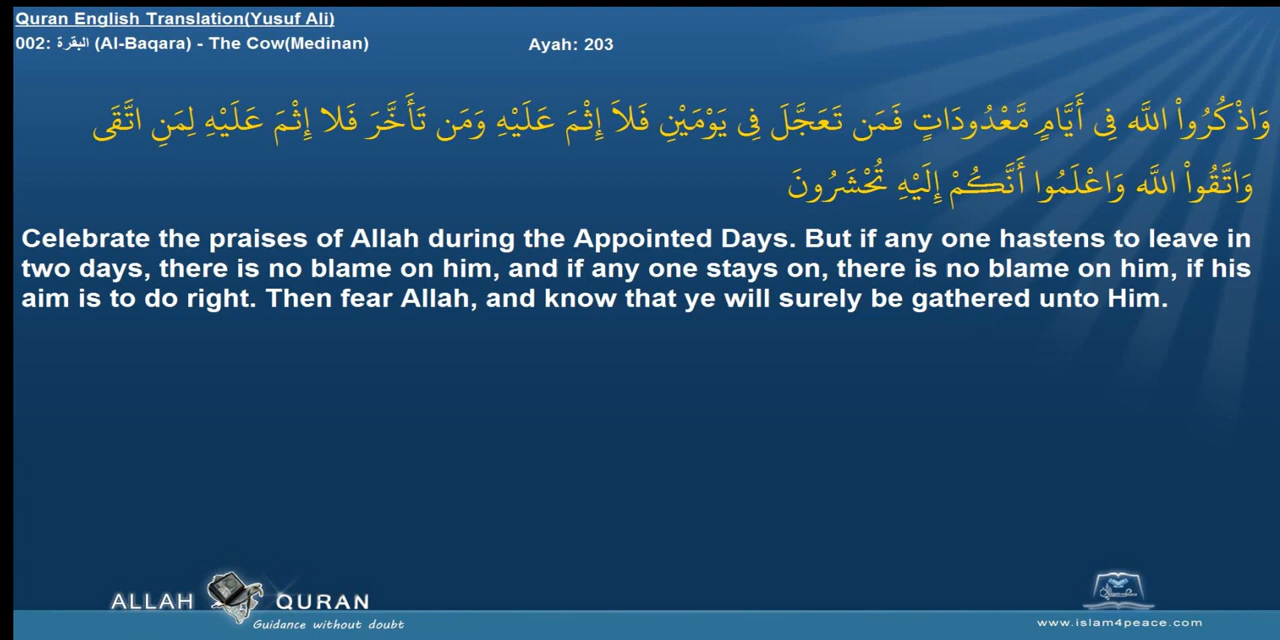 Quran English Translation(Yusuf Ali)
002: البقرة (Al-Baqara) - The Cow(Medinan)
Ayah: 203
وَاذْكُرُواْ اللَّه فِى أَيَّامٍ مَّعْدُودَاتٍ فَمَن تَعَجَّلَ فِى يَوْمَيْنِ فَلاَ إِثْمَ عَلَيْهِ وَمَن تَأَخَّرَ فَلا إِثْمَ عَلَيْهِ لِمَنِ اتَّقَى
وَاتَّقُواْ اللَّه وَاعْلَمُوا أَنَّكُمْ إِلَيْهِ تُحْشَرُونَ
Celebrate the praises of Allah during the Appointed Days. But if any one hastens to leave in
two days, there is no blame on him, and if any one stays on, there is no blame on him, if his
aim is to do right. Then fear Allah, and know that ye will surely be gathered unto Him.
ALLAH QURAN
Guidance without doubt
www.islam4peace.com